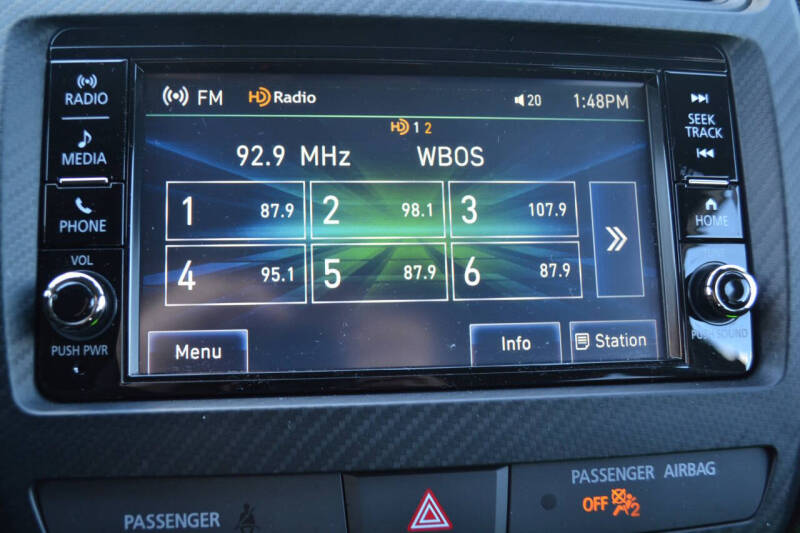 RADIO
MEDIA
PHONE
VOL
PUSH PWR
FM HD Radio 20 1:48PM
HD 1 2
92.9 MHz WBOS
1 87.9 2 98.1 3 107.9
4 95.1 5 87.9 6 87.9
Menu Info Station
SEEK
TRACK
HOME
PUSH SOUND
PASSENGER
PASSENGER AIRBAG
OFF 2